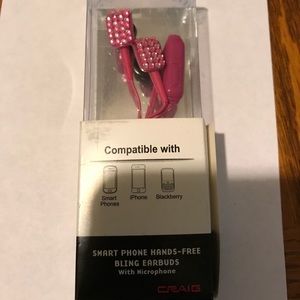 Compatible with
Smart Phones
iPhone
Blackberry
SMART PHONE HANDS-FREE
BLING EARBUDS
With Microphone
CRAIG